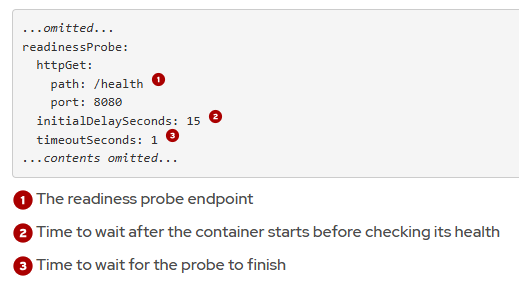 ...omitted...
readinessProbe:
  httpGet:
    path: /health 1
    port: 8080
  initialDelaySeconds: 15 2
  timeoutSeconds: 1 3
...contents omitted...
1 The readiness probe endpoint
2 Time to wait after the container starts before checking its health
3 Time to wait for the probe to finish